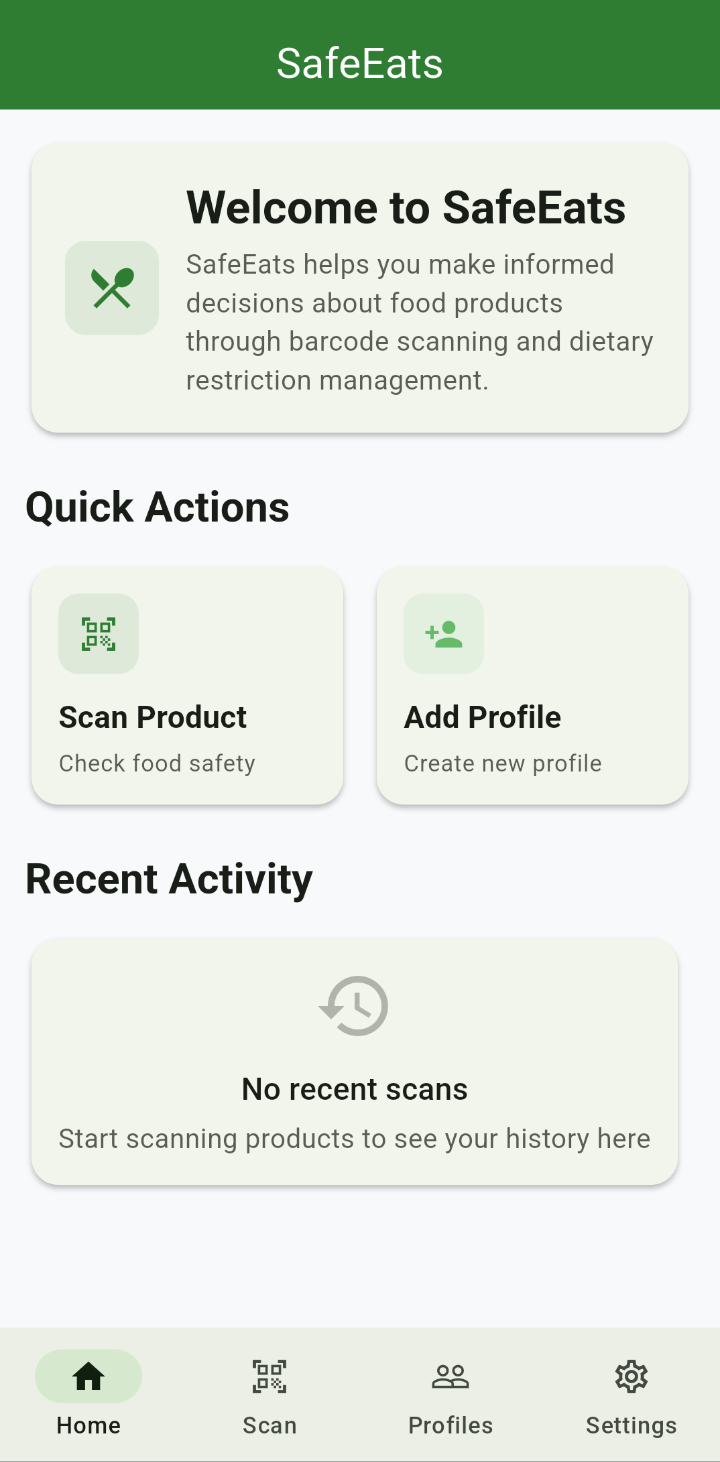 SafeEats
Welcome to SafeEats
SafeEats helps you make informed
decisions about food products
through barcode scanning and dietary
restriction management.
Quick Actions
Scan Product
Check food safety
Add Profile
Create new profile
Recent Activity
No recent scans
Start scanning products to see your history here
Home
Scan
Profiles
Settings